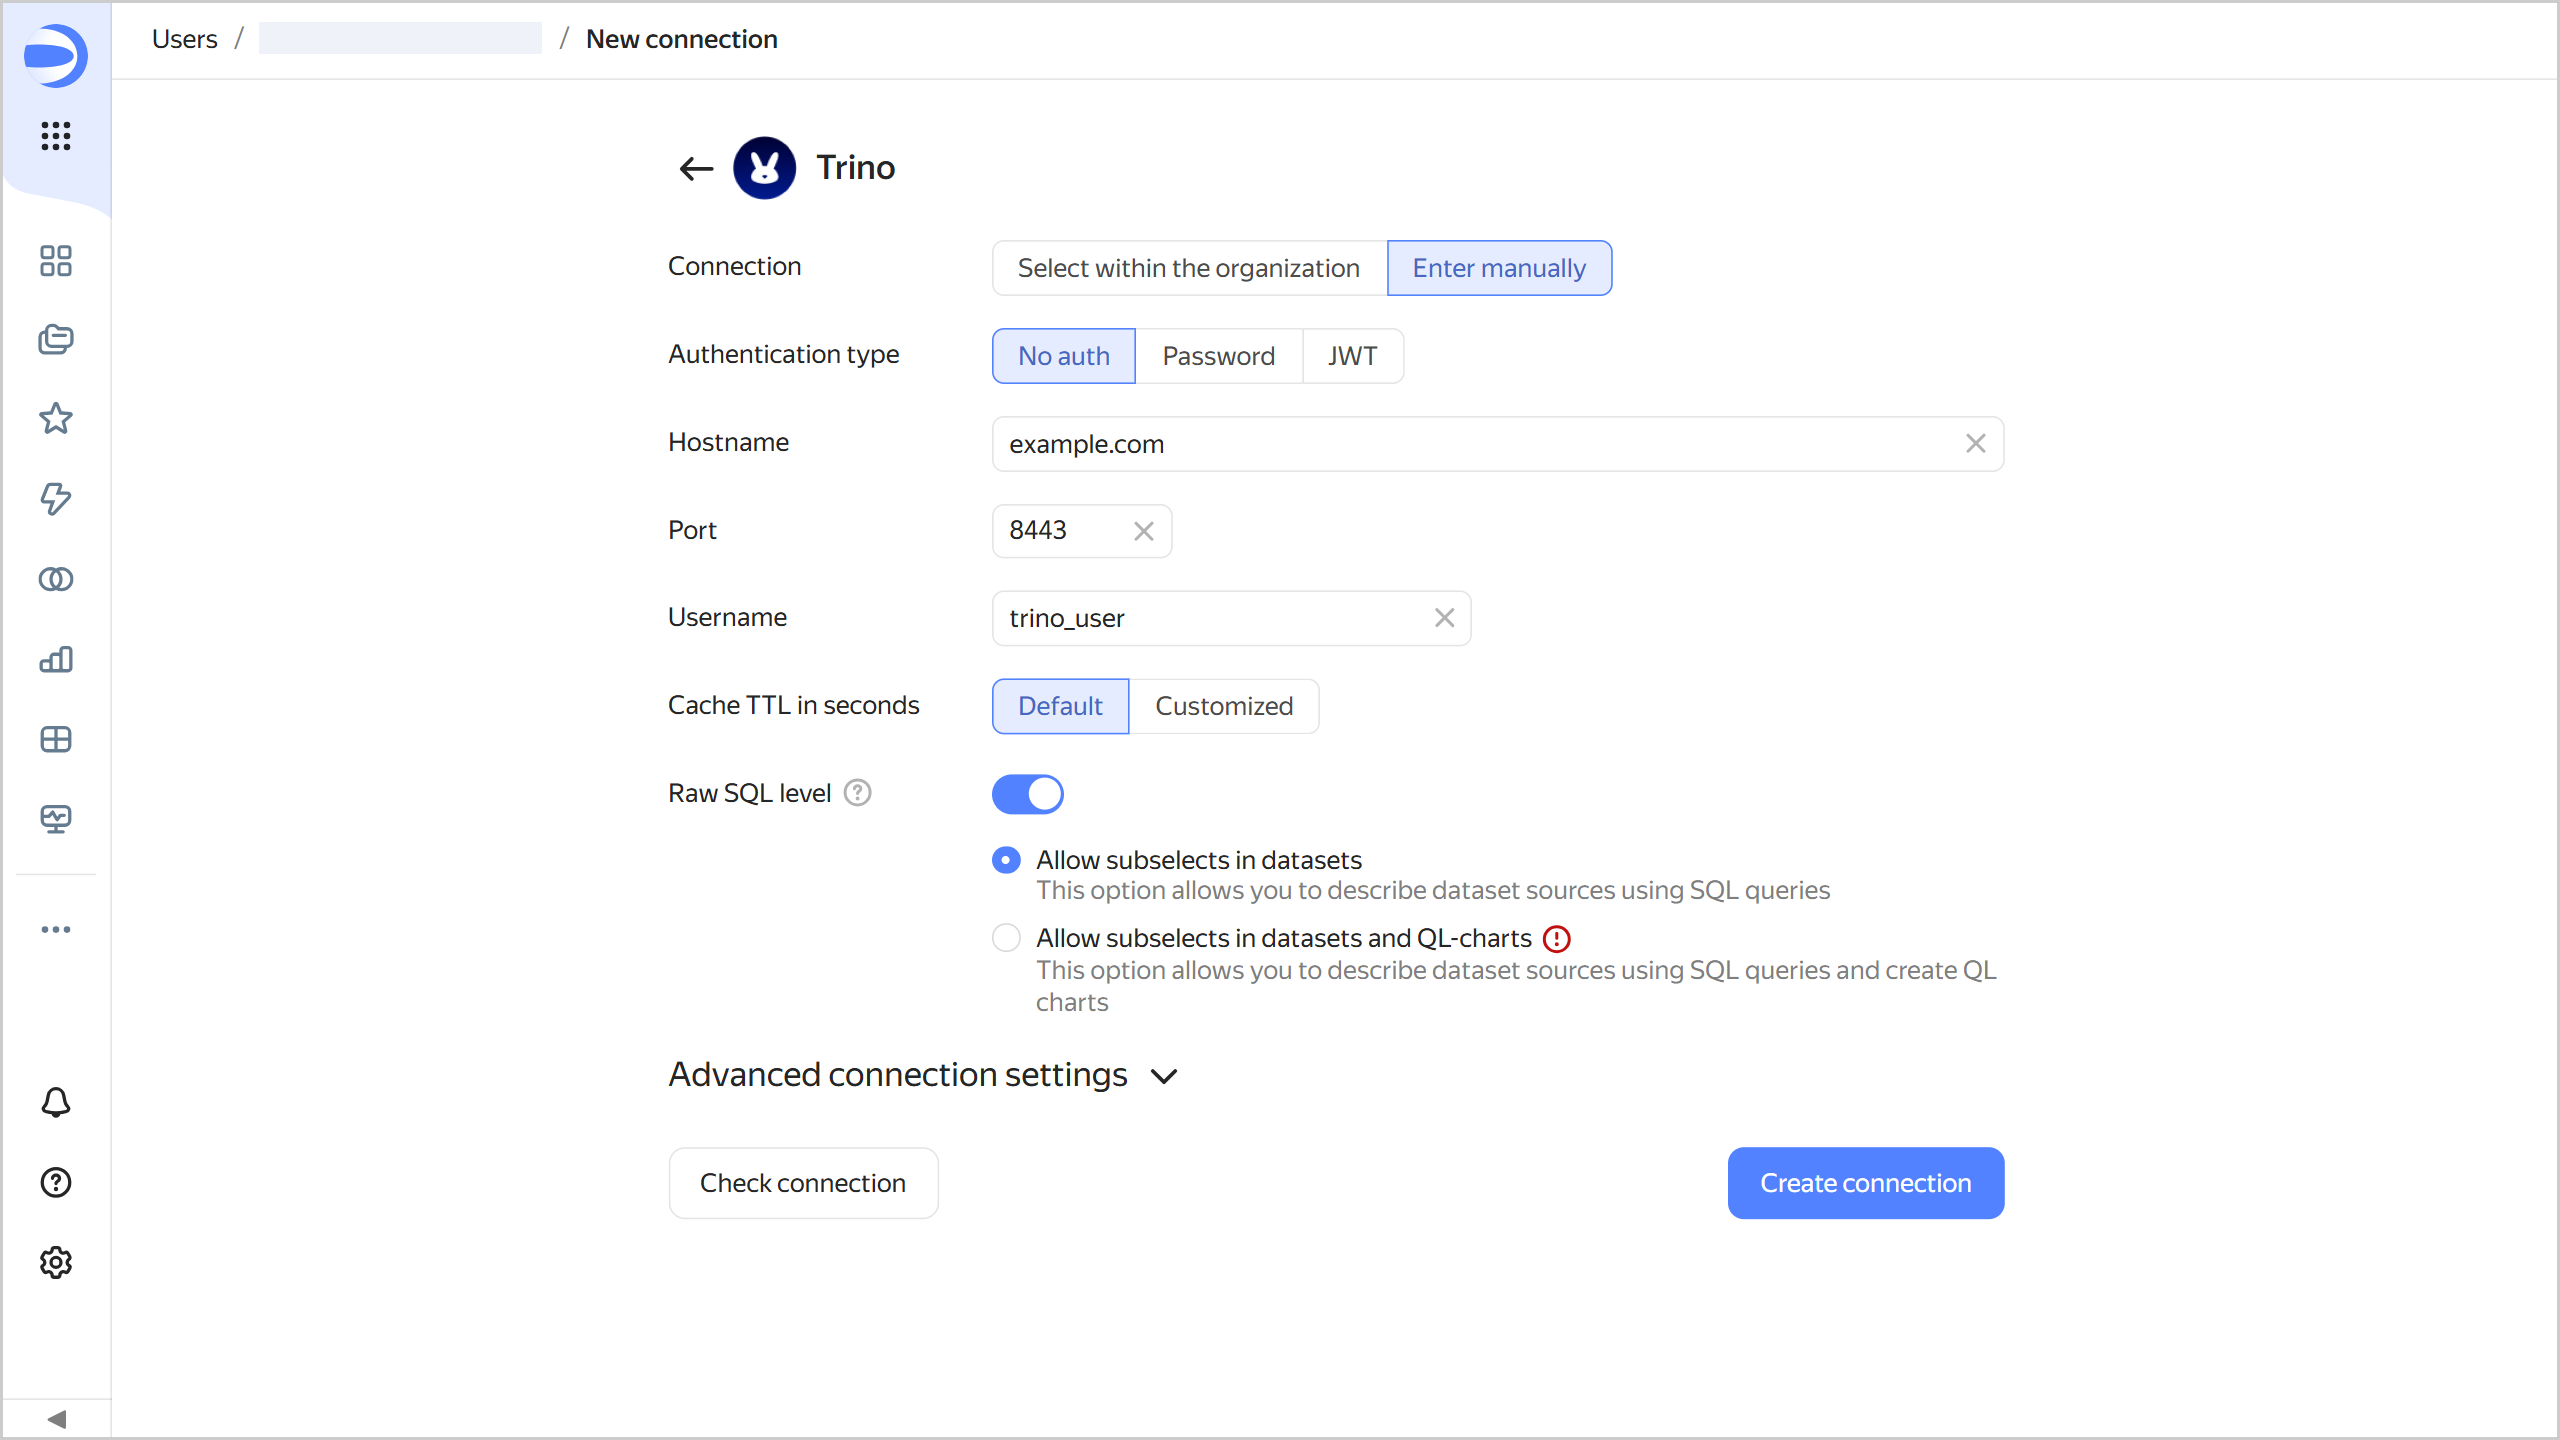 Users / / New connection
Trino
Connection Select within the organization Enter manually
Authentication type No auth Password JWT
Hostname example.com
Port 8443
Username trino_user
Cache TTL in seconds Default Customized
Raw SQL level
Allow subselects in datasets
This option allows you to describe dataset sources using SQL queries
Allow subselects in datasets and QL-charts
This option allows you to describe dataset sources using SQL queries and create QL
charts
Advanced connection settings
Check connection Create connection